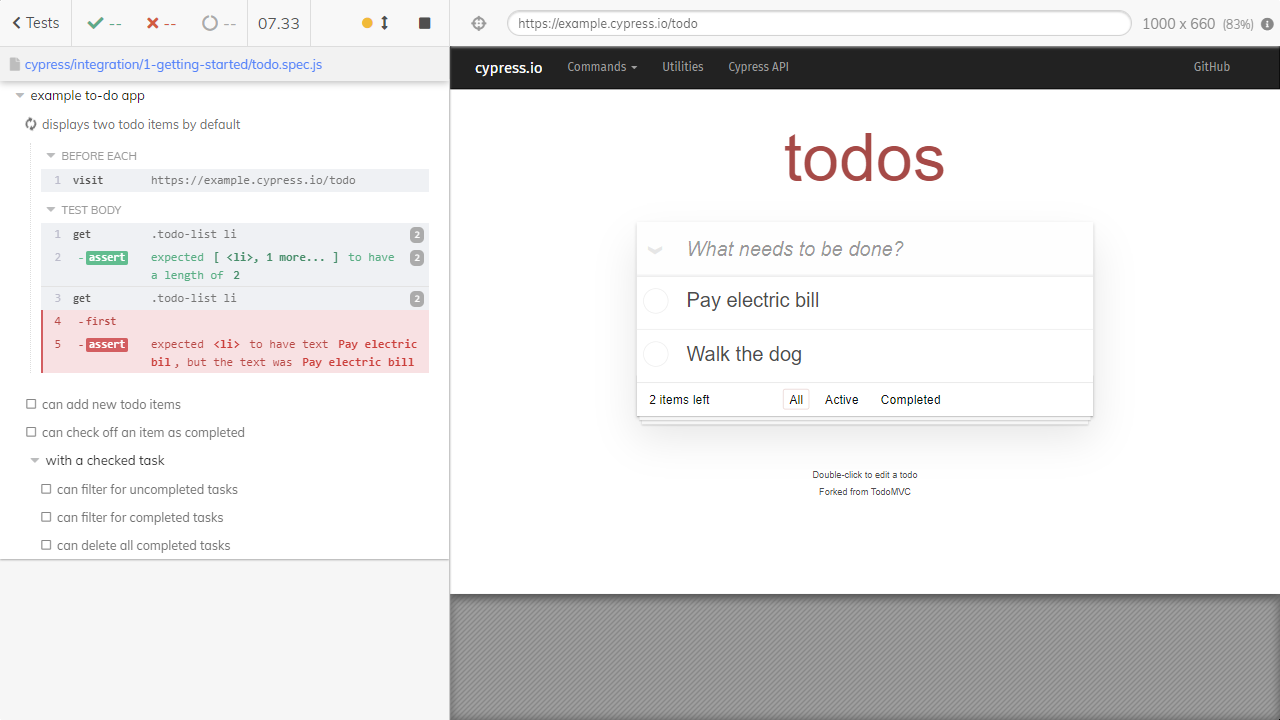 Tests -- -- -- 07.33
cypress/integration/1-getting-started/todo.spec.js
example to-do app
displays two todo items by default
BEFORE EACH
1 visit https://example.cypress.io/todo
TEST BODY
1 get .todo-list li 2
2 -assert expected [ <li>, 1 more... ] to have 2
a length of 2
3 get .todo-list li 2
4 -first
5 -assert expected <li> to have text Pay electric
bil, but the text was Pay electric bill
can add new todo items
can check off an item as completed
with a checked task
can filter for uncompleted tasks
can filter for completed tasks
can delete all completed tasks
https://example.cypress.io/todo 1000 x 660 (83%)
cypress.io Commands Utilities Cypress API GitHub
todos
What needs to be done?
Pay electric bill
Walk the dog
2 items left All Active Completed
Double-click to edit a todo
Forked from TodoMVC